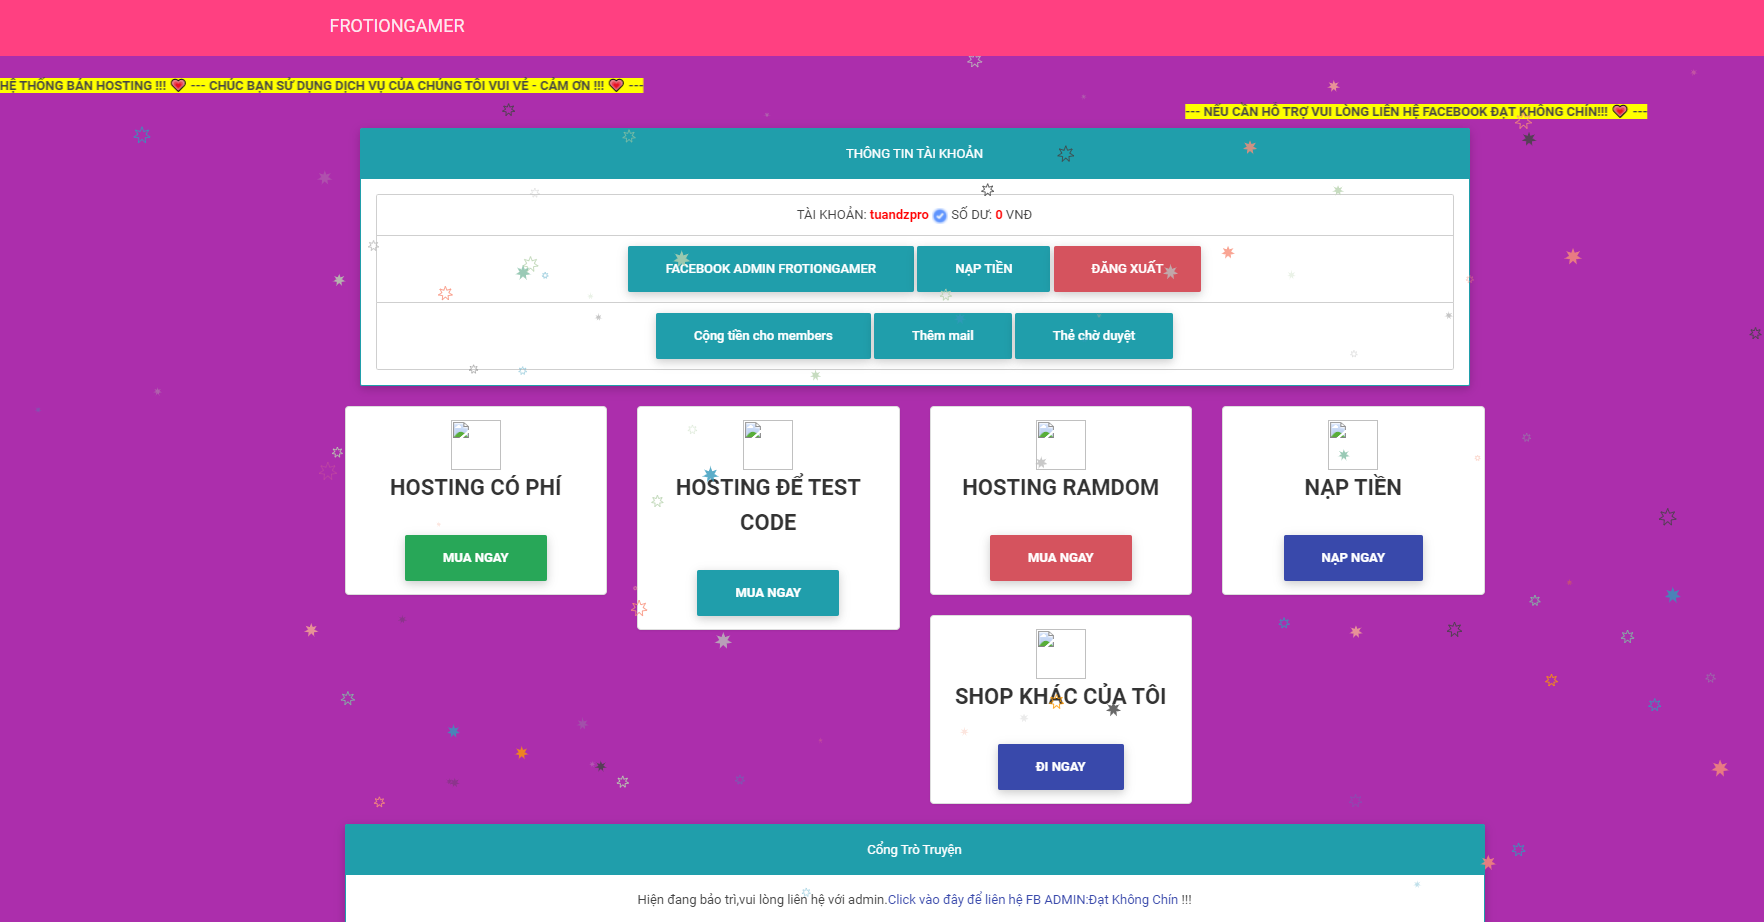 FROTIONGAMER
HỆ THỐNG BÁN HOSTING !!! 💗 --- CHÚC BẠN SỬ DỤNG DỊCH VỤ CỦA CHÚNG TÔI VUI VẺ - CÁM ƠN !!! 💗 ---
--- NẾU CẦN HỖ TRỢ VUI LÒNG LIÊN HỆ FACEBOOK ĐẠT KHÔNG CHÍN!!! 💗 ---
THÔNG TIN TÀI KHOẢN
TÀI KHOẢN: tuandzpro SỐ DƯ: 0 VNĐ
FACEBOOK ADMIN FROTIONGAMER NẠP TIỀN ĐĂNG XUẤT
Cộng tiền cho members Thêm mail Thẻ chờ duyệt
HOSTING CÓ PHÍ
MUA NGAY
HOSTING ĐỂ TEST
CODE
MUA NGAY
HOSTING RAMDOM
MUA NGAY
NẠP TIỀN
NẠP NGAY
SHOP KHÁC CỦA TÔI
ĐI NGAY
Cổng Trò Truyện
Hiện đang bảo trì,vui lòng liên hệ với admin.Click vào đây để liên hệ FB ADMIN:Đạt Không Chín !!!